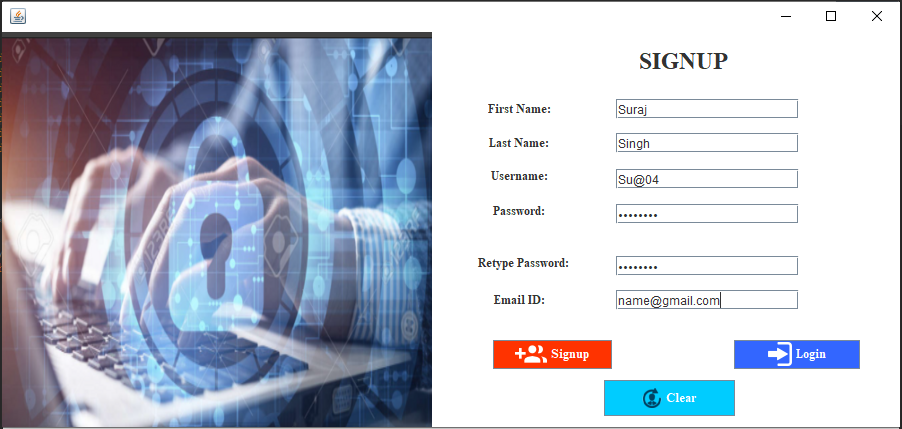 SIGNUP
First Name: Suraj
Last Name: Singh
Username: Su@04
Password: ••••••••
Retype Password: ••••••••
Email ID: name@gmail.com
Signup
Login
Clear